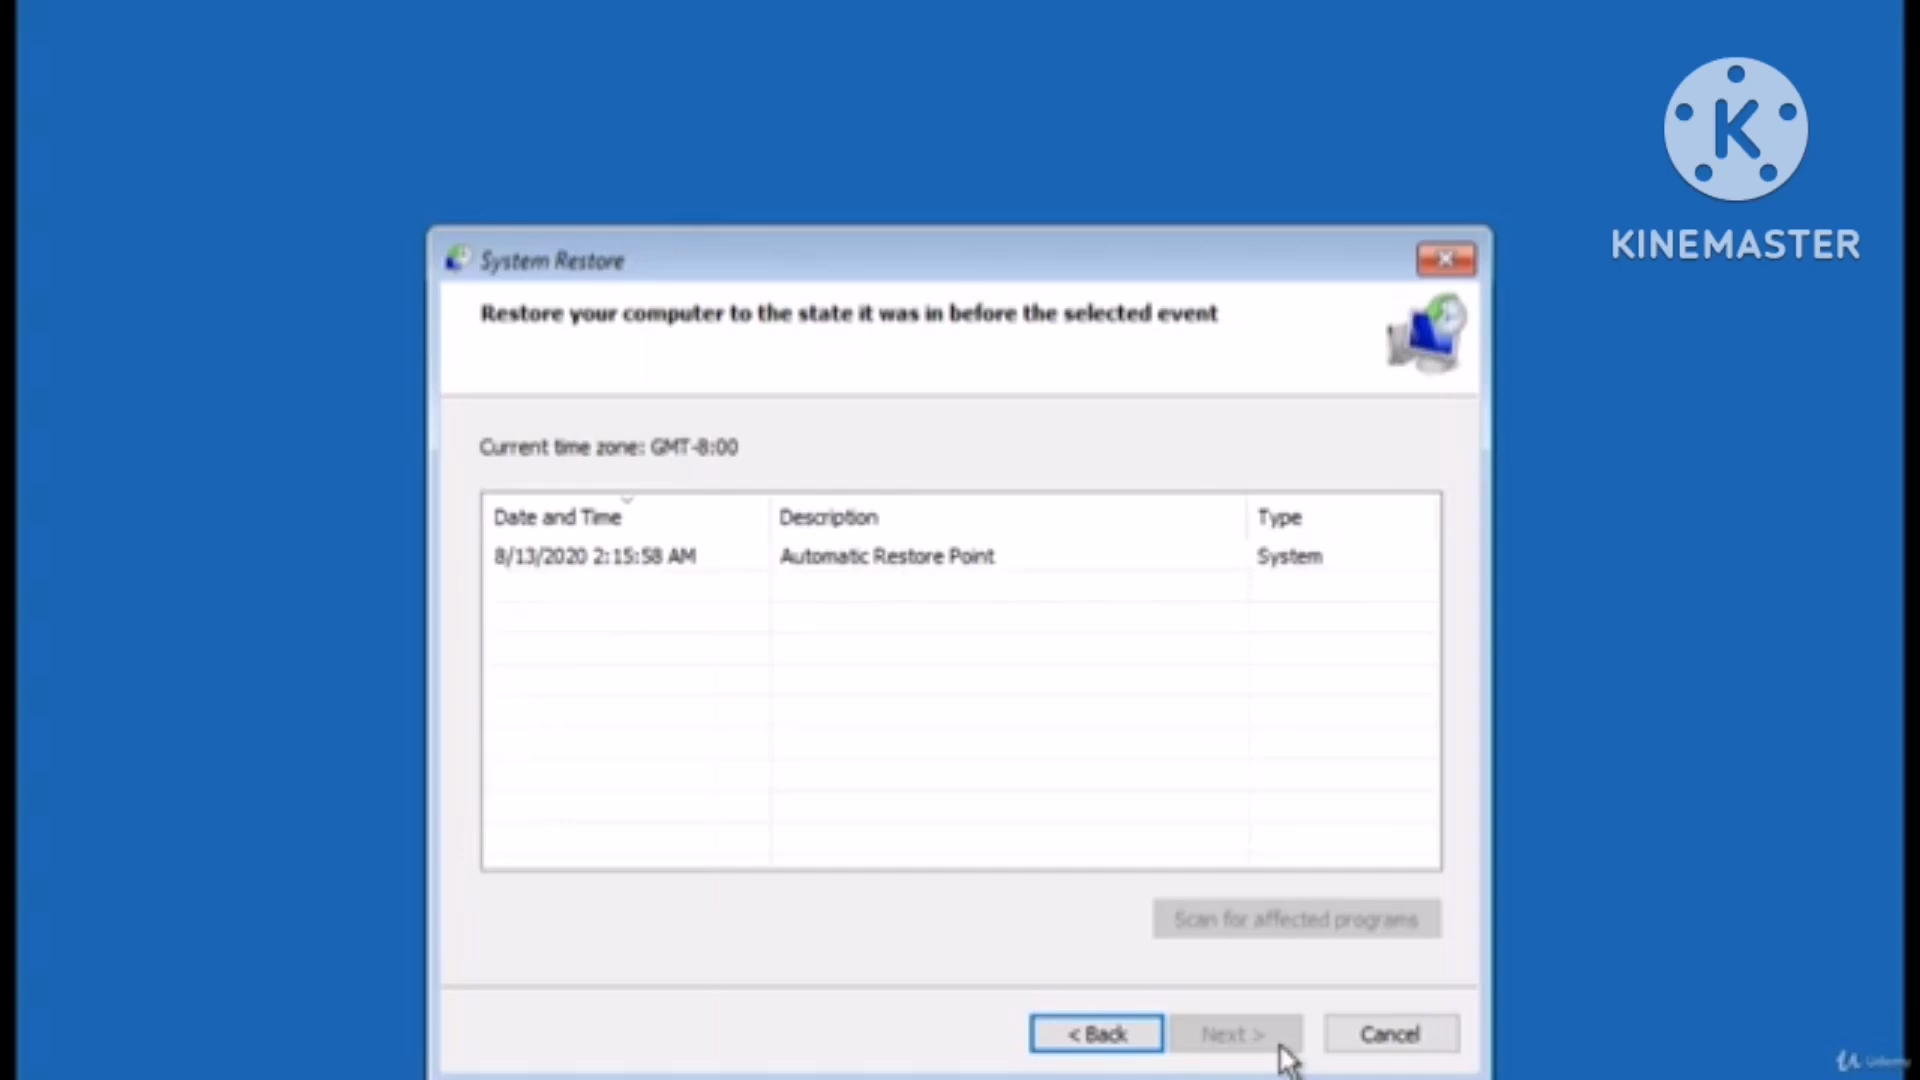 KINEMASTER
System Restore
Restore your computer to the state it was in before the selected event
Current time zone: GMT-8:00
Date and Time Description Type
8/13/2020 2:15:58 AM Automatic Restore Point System
Scan for affected programs
< Back Next > Cancel
Udemy